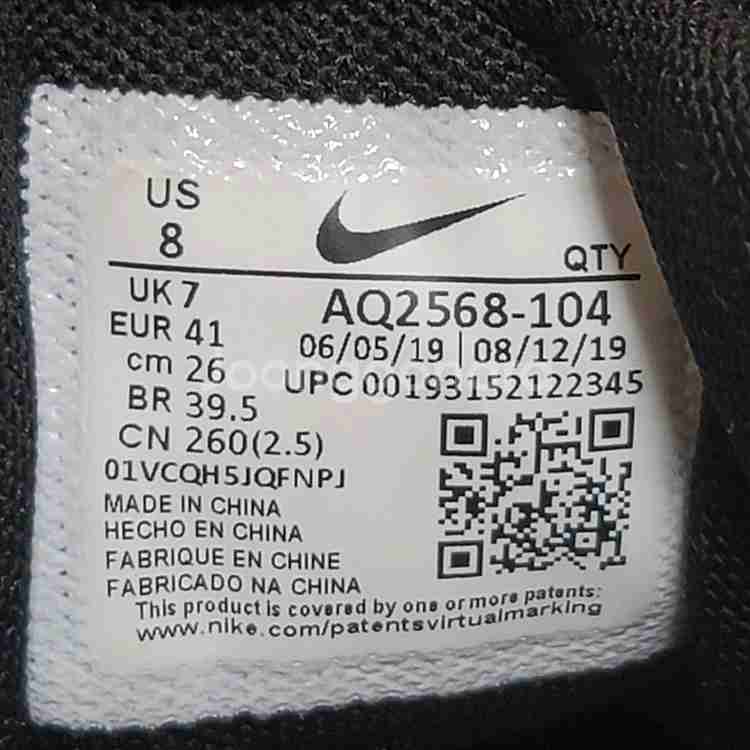 US
8
QTY
UK 7
EUR 41
cm 26
BR 39.5
CN 260(2.5)
01VCQH5JQFNPJ
AQ2568-104
06/05/19 | 08/12/19
UPC 00193152122345
MADE IN CHINA
HECHO EN CHINA
FABRIQUE EN CHINE
FABRICADO NA CHINA
This product is covered by one or more patents:
www.nike.com/patentsvirtualmarking